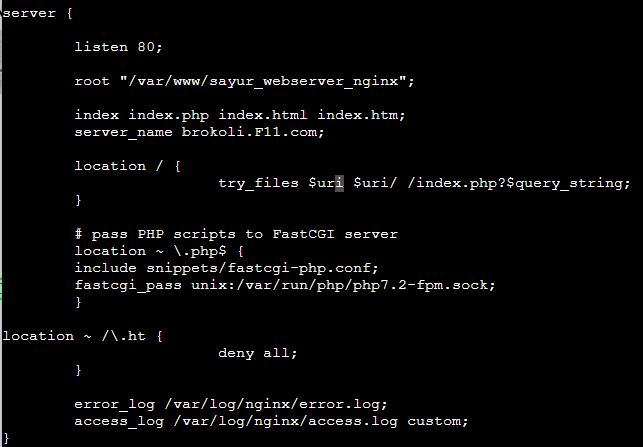 server {
listen 80;
root "/var/www/sayur_webserver_nginx";
index index.php index.html index.htm;
server_name brokoli.F11.com;
location / {
try_files $uri $uri/ /index.php?$query_string;
}
# pass PHP scripts to FastCGI server
location ~ \.php$ {
include snippets/fastcgi-php.conf;
fastcgi_pass unix:/var/run/php/php7.2-fpm.sock;
}
location ~ /\.ht {
deny all;
}
error_log /var/log/nginx/error.log;
access_log /var/log/nginx/access.log custom;
}